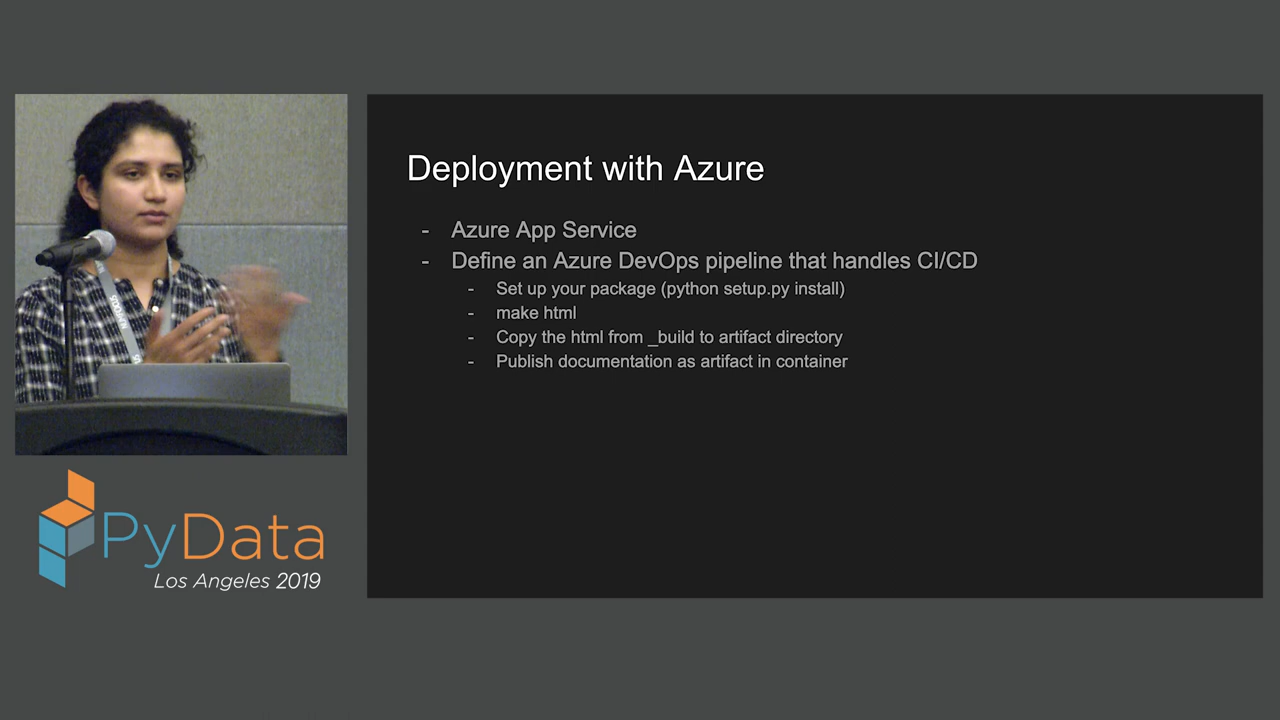 Deployment with Azure
- Azure App Service
- Define an Azure DevOps pipeline that handles CI/CD
- Set up your package (python setup.py install)
- make html
- Copy the html from _build to artifact directory
- Publish documentation as artifact in container
PyData
Los Angeles 2019